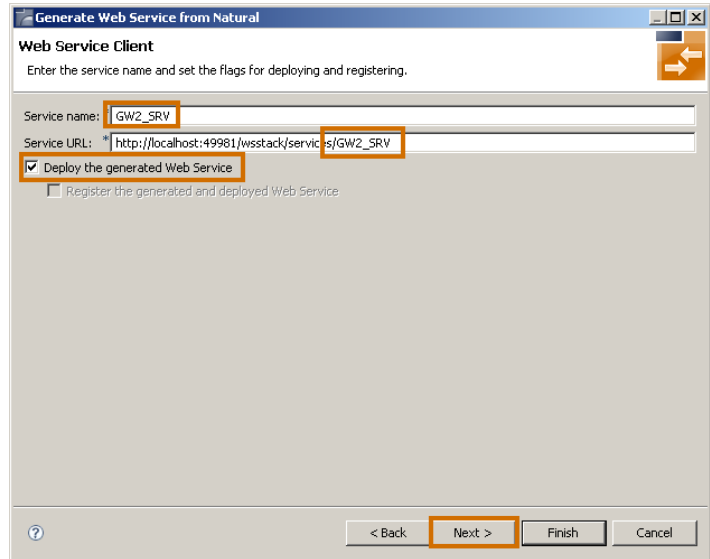 Generate Web Service from Natural
Web Service Client
Enter the service name and set the flags for deploying and registering.
Service name: * GW2_SRV
Service URL: * http://localhost:49981/wsstack/services/GW2_SRV
Deploy the generated Web Service
Register the generated and deployed Web Service
? < Back Next > Finish Cancel